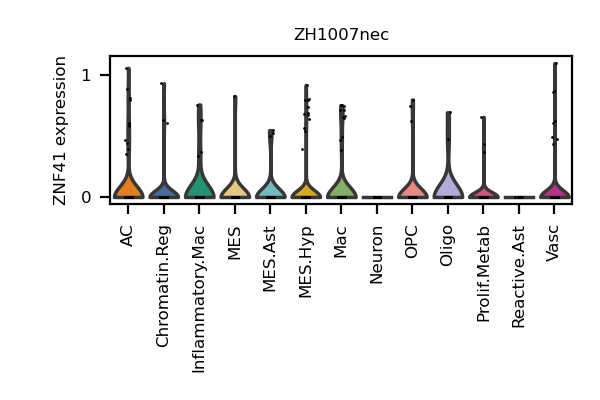 ZH1007nec
ZNF41 expression
1
0
AC
Chromatin.Reg
Inflammatory.Mac
MES
MES.Ast
MES.Hyp
Mac
Neuron
OPC
Oligo
Prolif.Metab
Reactive.Ast
Vasc